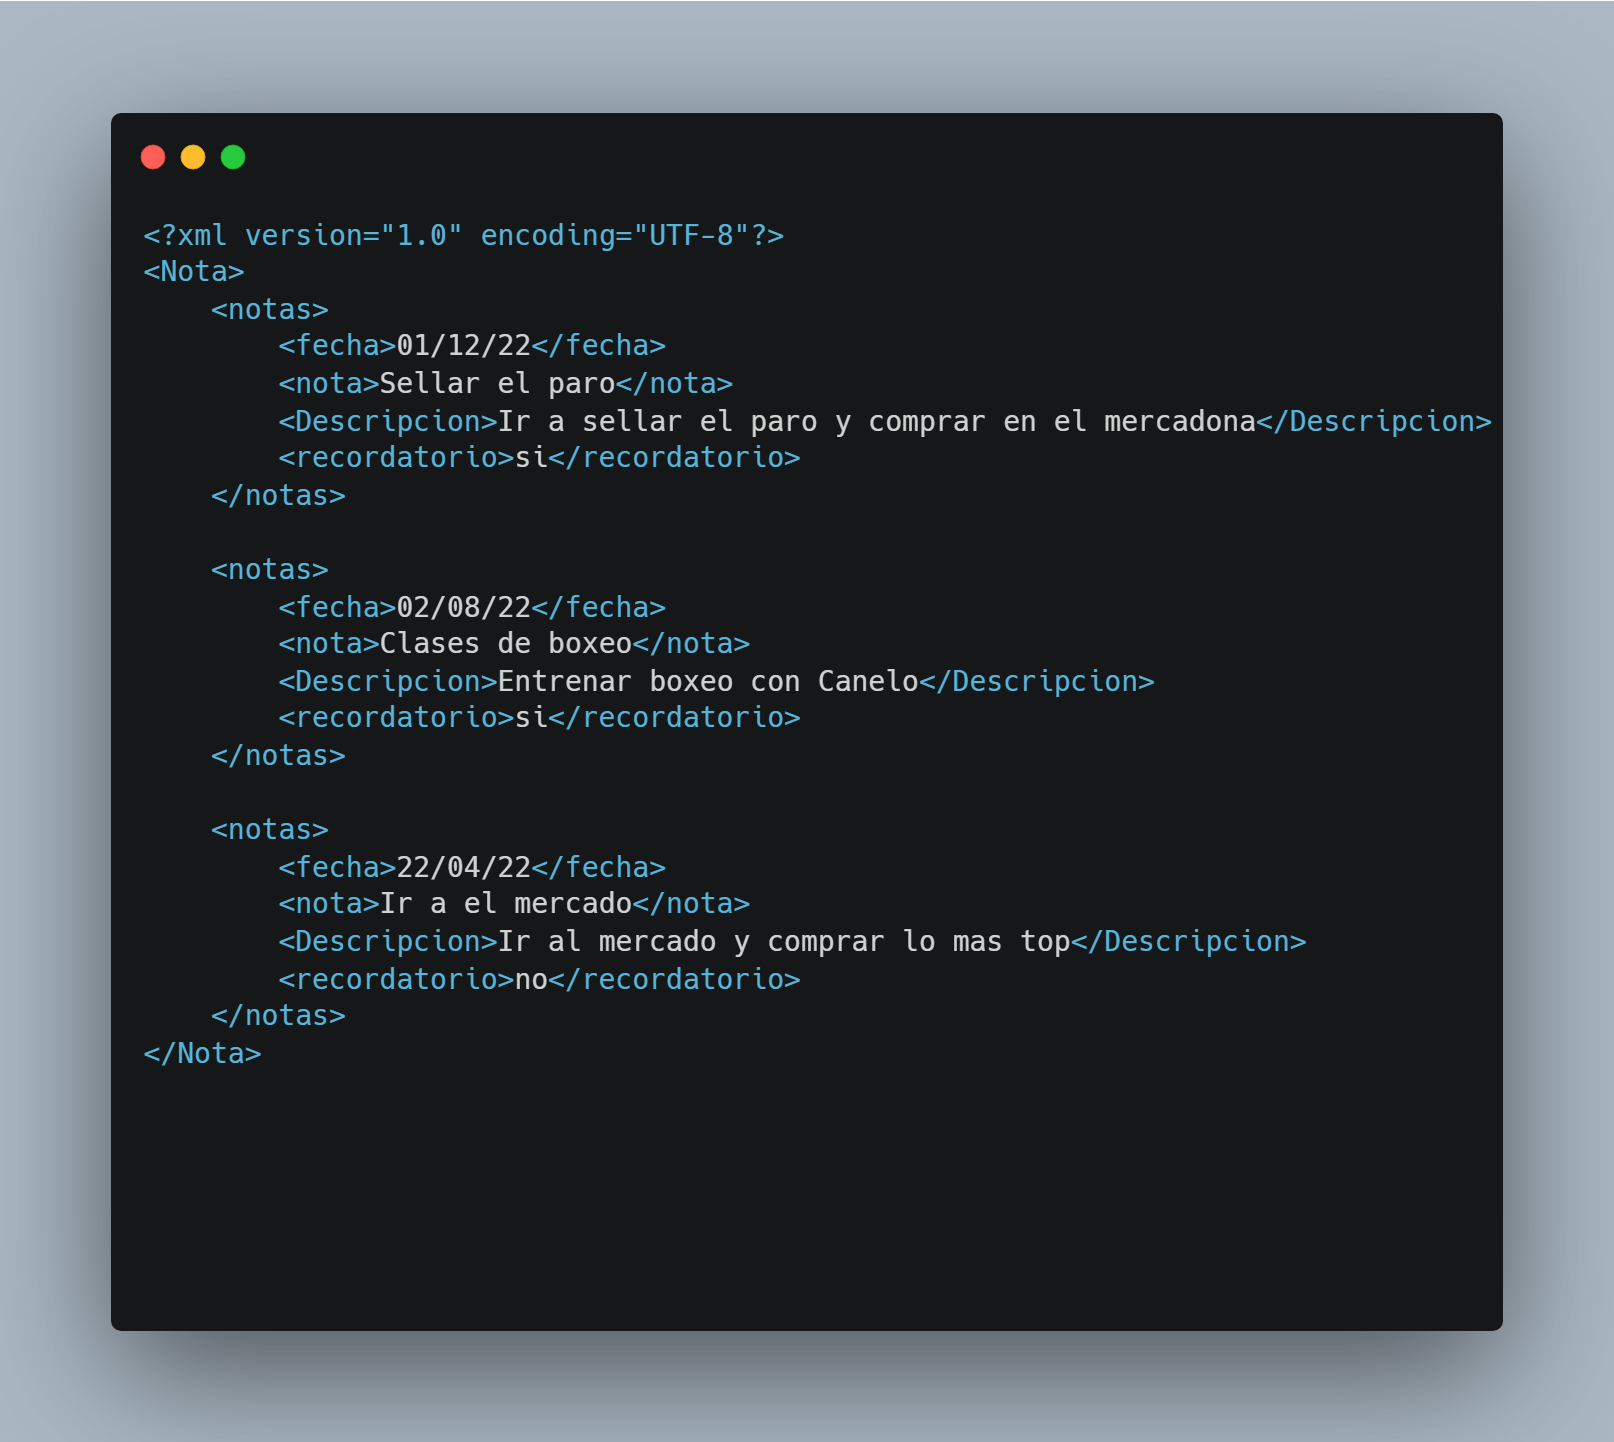 <?xml version="1.0" encoding="UTF-8"?>
<Nota>
    <notas>
        <fecha>01/12/22</fecha>
        <nota>Sellar el paro</nota>
        <Descripcion>Ir a sellar el paro y comprar en el mercadona</Descripcion>
        <recordatorio>si</recordatorio>
    </notas>

    <notas>
        <fecha>02/08/22</fecha>
        <nota>Clases de boxeo</nota>
        <Descripcion>Entrenar boxeo con Canelo</Descripcion>
        <recordatorio>si</recordatorio>
    </notas>

    <notas>
        <fecha>22/04/22</fecha>
        <nota>Ir a el mercado</nota>
        <Descripcion>Ir al mercado y comprar lo mas top</Descripcion>
        <recordatorio>no</recordatorio>
    </notas>
</Nota>